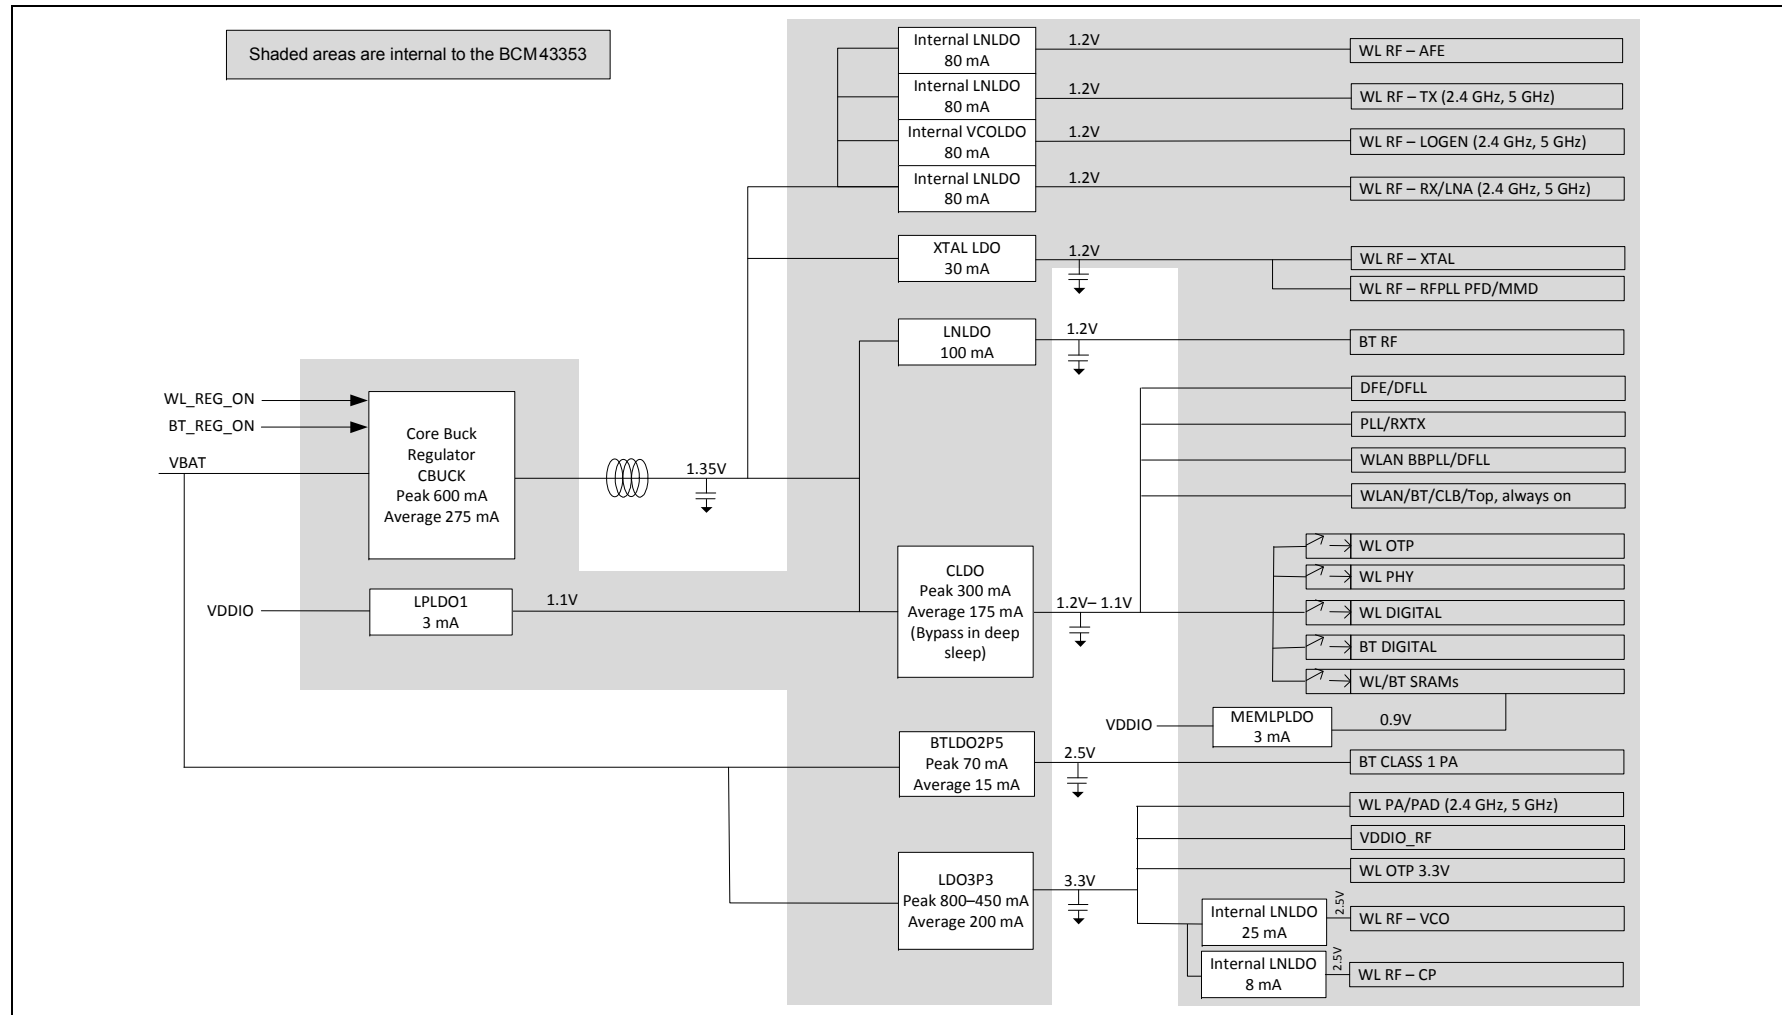 Shaded areas are internal to the BCM43353
Internal LNLDO
80 mA
1.2V
WL RF – AFE
Internal LNLDO
80 mA
1.2V
WL RF – TX (2.4 GHz, 5 GHz)
Internal VCOLDO
80 mA
1.2V
WL RF – LOGEN (2.4 GHz, 5 GHz)
Internal LNLDO
80 mA
1.2V
WL RF – RX/LNA (2.4 GHz, 5 GHz)
XTAL LDO
30 mA
1.2V
WL RF – XTAL
WL RF – RFPLL PFD/MMD
LNLDO
100 mA
1.2V
BT RF
WL_REG_ON
BT_REG_ON
VBAT
Core Buck
Regulator
CBUCK
Peak 600 mA
Average 275 mA
1.35V
DFE/DFLL
PLL/RXTX
WLAN BBPLL/DFLL
WLAN/BT/CLB/Top, always on
VDDIO
LPLDO1
3 mA
1.1V
CLDO
Peak 300 mA
Average 175 mA
(Bypass in deep
sleep)
1.2V– 1.1V
WL OTP
WL PHY
WL DIGITAL
BT DIGITAL
WL/BT SRAMs
VDDIO
MEMLPLDO
3 mA
0.9V
BTLDO2P5
Peak 70 mA
Average 15 mA
2.5V
BT CLASS 1 PA
LDO3P3
Peak 800–450 mA
Average 200 mA
3.3V
WL PA/PAD (2.4 GHz, 5 GHz)
VDDIO_RF
WL OTP 3.3V
Internal LNLDO
25 mA
2.5V
WL RF – VCO
Internal LNLDO
8 mA
2.5V
WL RF – CP